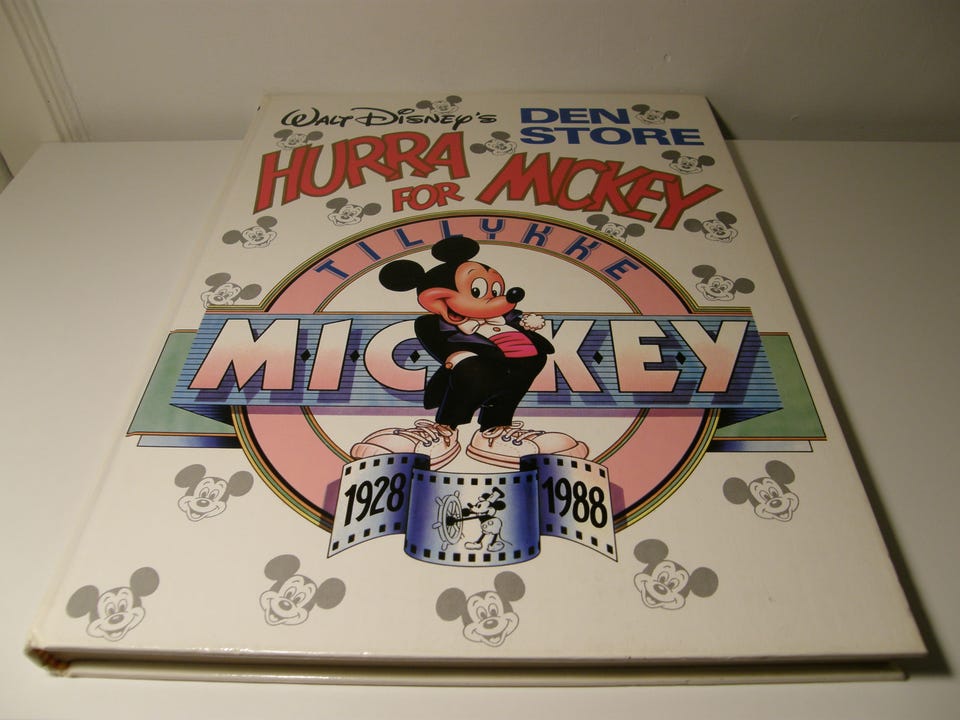 WALT DISNEY'S DEN STORE
HURRA FOR MICKEY
TILLYKKE
MICKEY
1928 1988